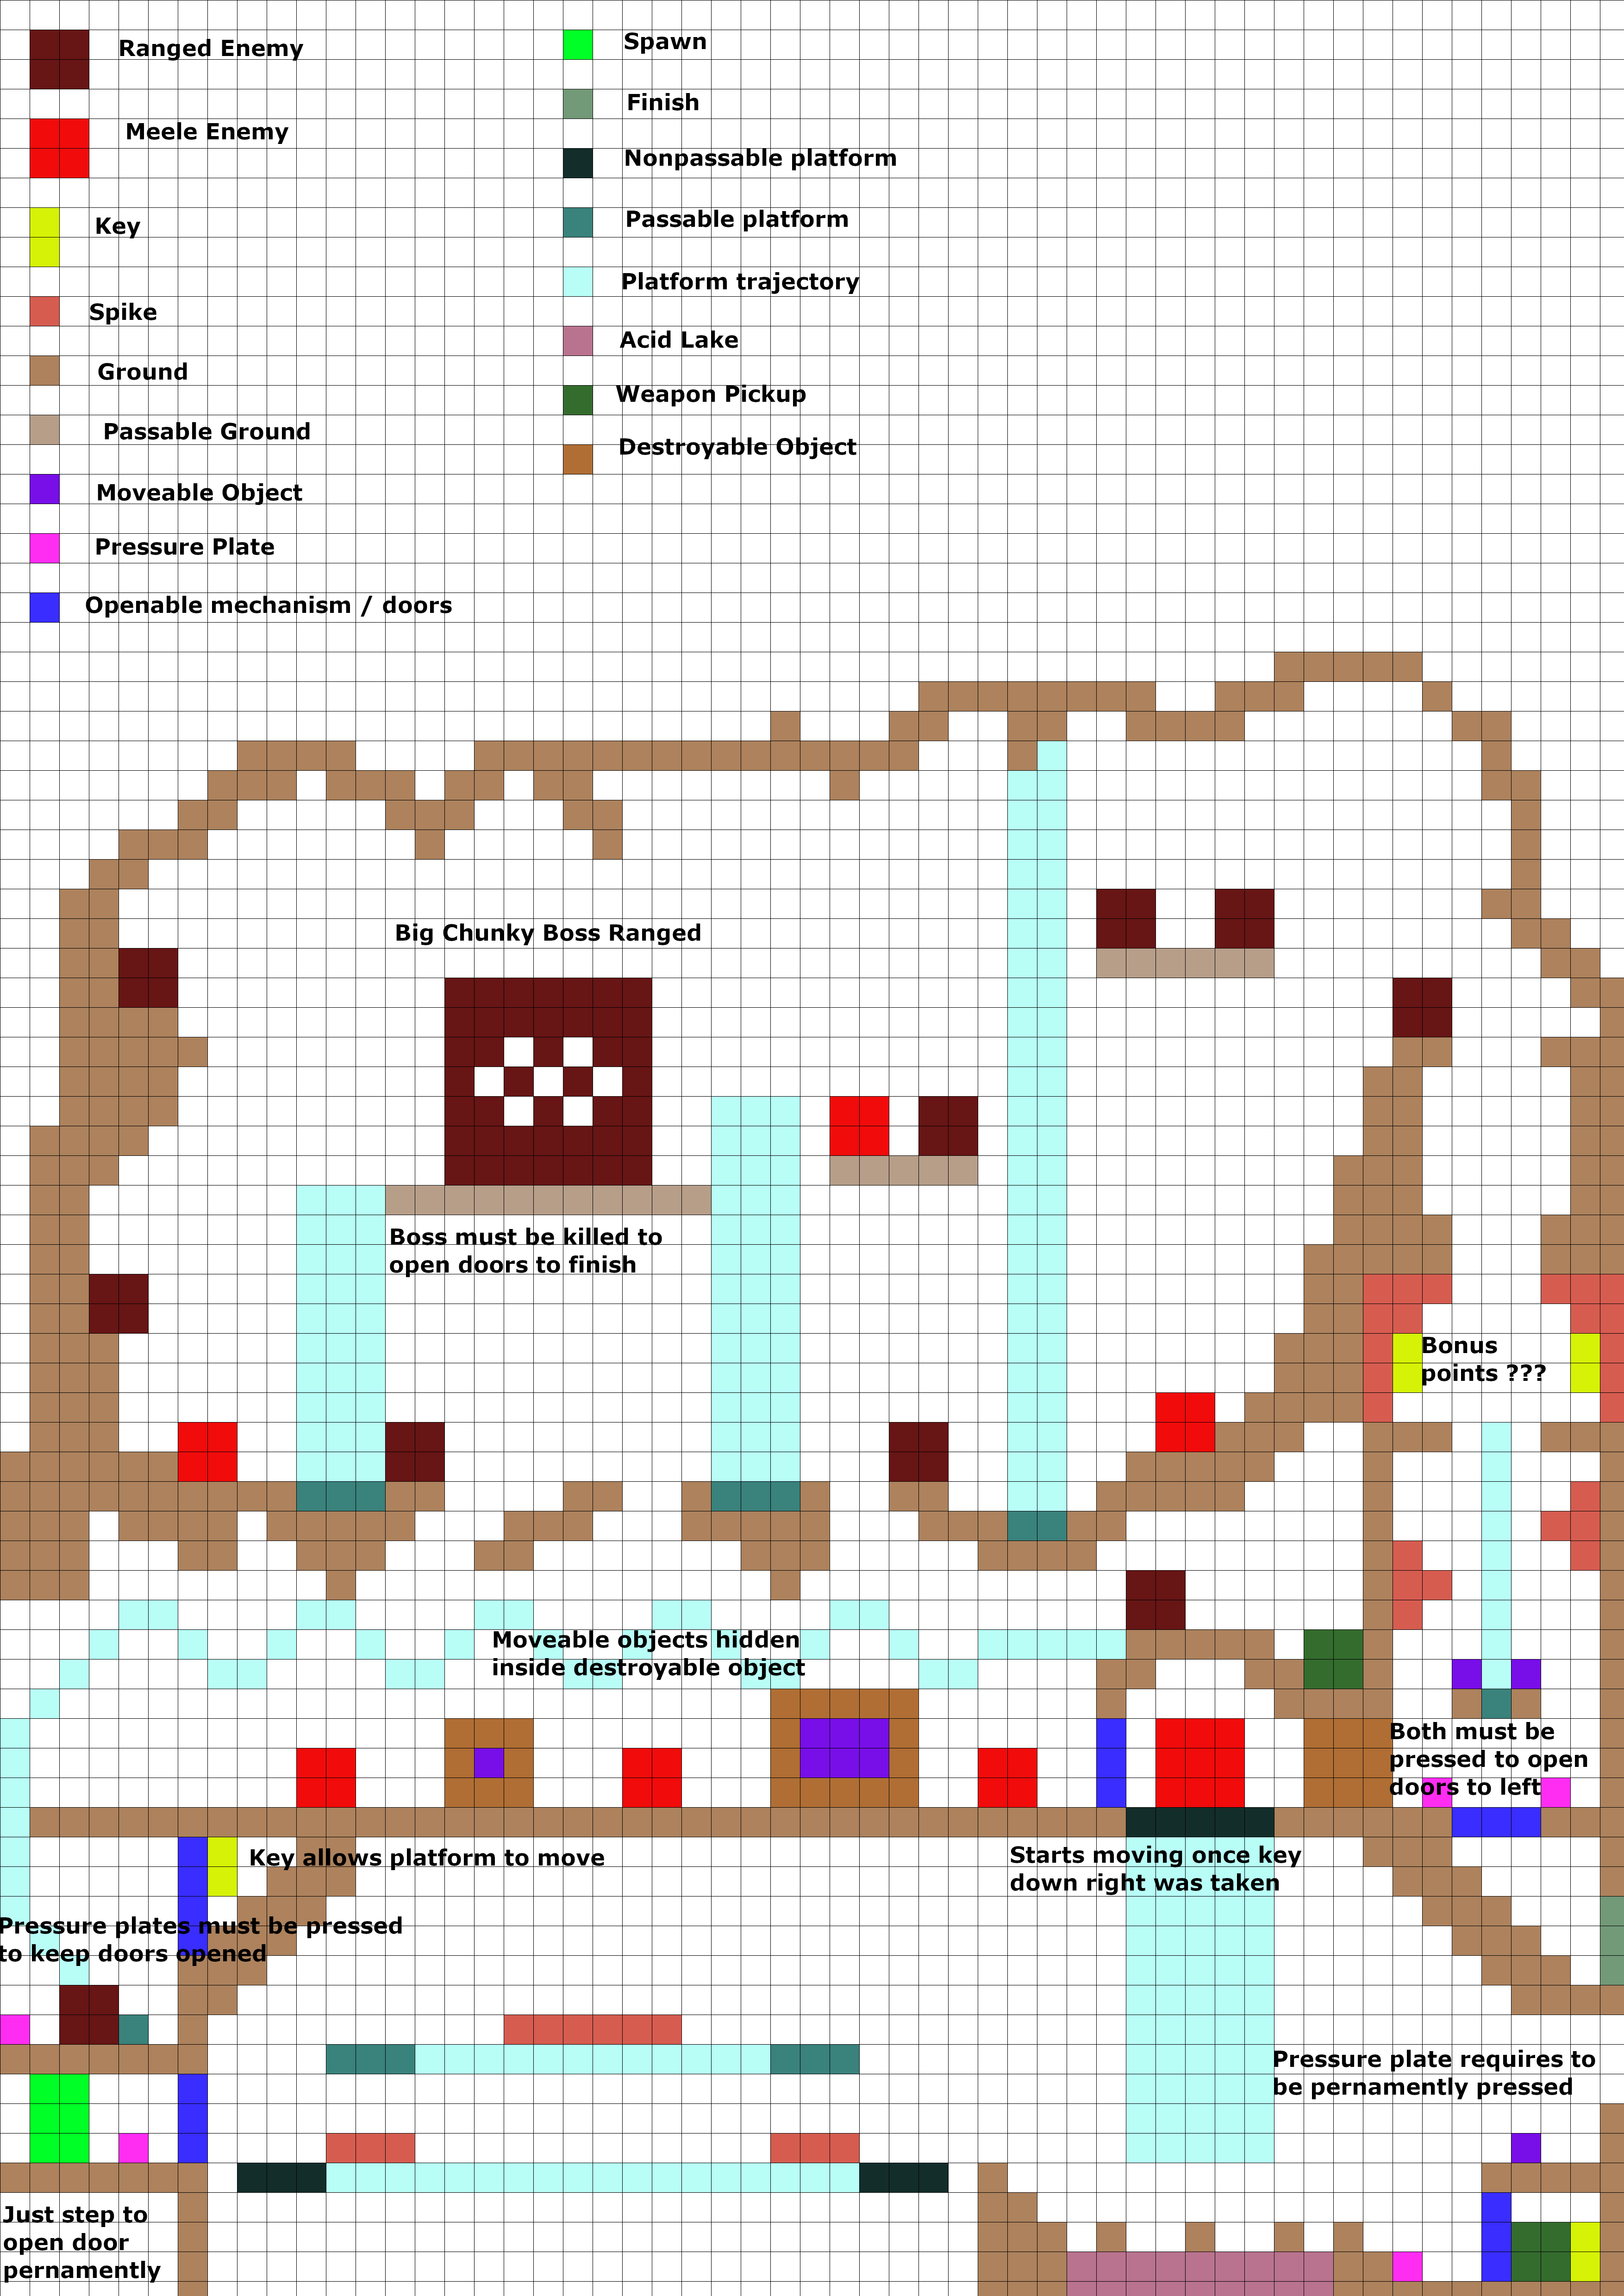 Ranged Enemy
Meele Enemy
Key
Spike
Ground
Passable Ground
Moveable Object
Pressure Plate
Openable mechanism / doors
Spawn
Finish
Nonpassable platform
Passable platform
Platform trajectory
Acid Lake
Weapon Pickup
Destroyable Object
Big Chunky Boss Ranged
Boss must be killed to
open doors to finish
Bonus
points ???
Moveable objects hidden
inside destroyable object
Both must be
pressed to open
doors to left
Key allows platform to move
Starts moving once key
down right was taken
Pressure plates must be pressed
to keep doors opened
Pressure plate requires to
be pernamently pressed
Just step to
open door
pernamently